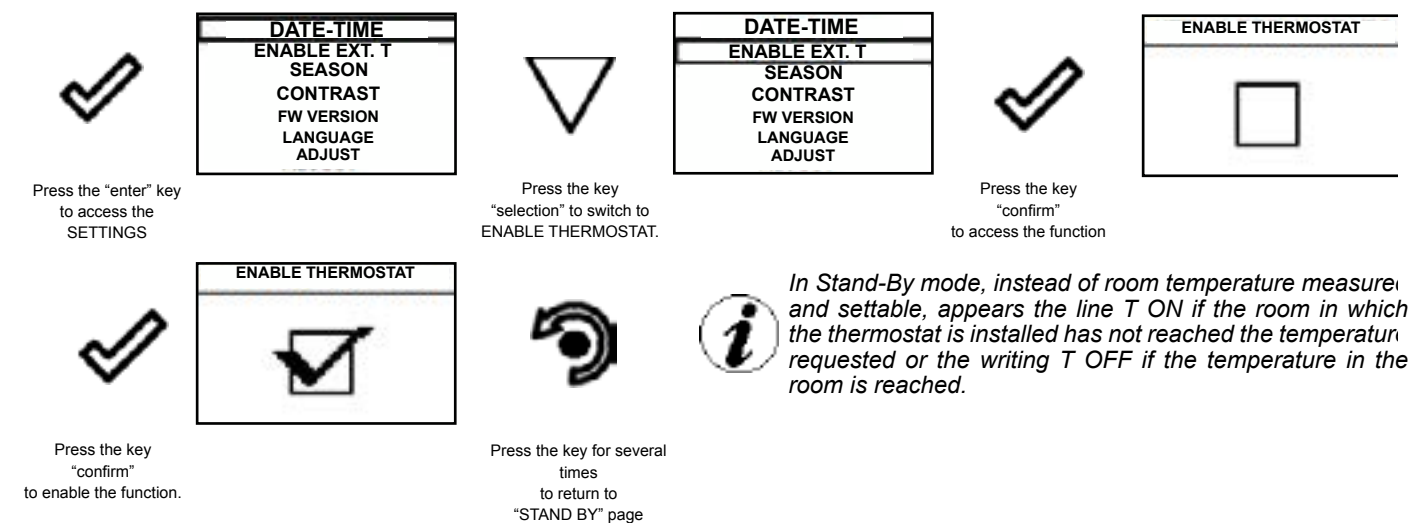 DATE-TIME
ENABLE EXT. T
SEASON
CONTRAST
FW VERSION
LANGUAGE
ADJUST
Press the “enter” key
to access the
SETTINGS
Press the key
“selection” to switch to
ENABLE THERMOSTAT.
DATE-TIME
ENABLE EXT. T
SEASON
CONTRAST
FW VERSION
LANGUAGE
ADJUST
Press the key
“confirm”
to access the function
ENABLE THERMOSTAT
Press the key
“confirm”
to enable the function.
ENABLE THERMOSTAT
Press the key for several
times
to return to
“STAND BY” page
In Stand-By mode, instead of room temperature measured
and settable, appears the line T ON if the room in which
the thermostat is installed has not reached the temperature
requested or the writing T OFF if the temperature in the
room is reached.